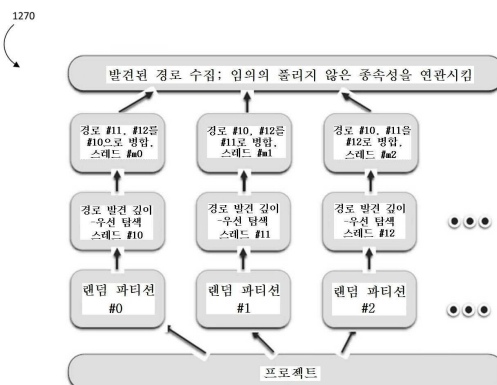 1270
발견된 경로 수집; 임의의 풀리지 않은 종속성을 연관시킴
경로 #11, #12를
#10으로 병합,
스레드 #m0
경로 #10, #12를
#11로 병합,
스레드 #m1
경로 #10, #11을
#12로 병합,
스레드 #m2
경로 발견 깊이
-우선 탐색
스레드 #10
경로 발견 깊이
-우선 탐색
스레드 #11
경로 발견 깊이
-우선 탐색
스레드 #12
랜덤 파티션
#0
랜덤 파티션
#1
랜덤 파티션
#2
프로젝트